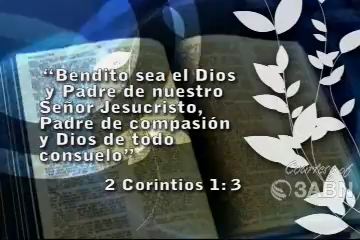 “Bendito sea el Dios
y Padre de nuestro
Señor Jesucristo,
Padre de compasión
y Dios de todo
consuelo”
2 Corintios 1:3
Courtesy of
3ABN